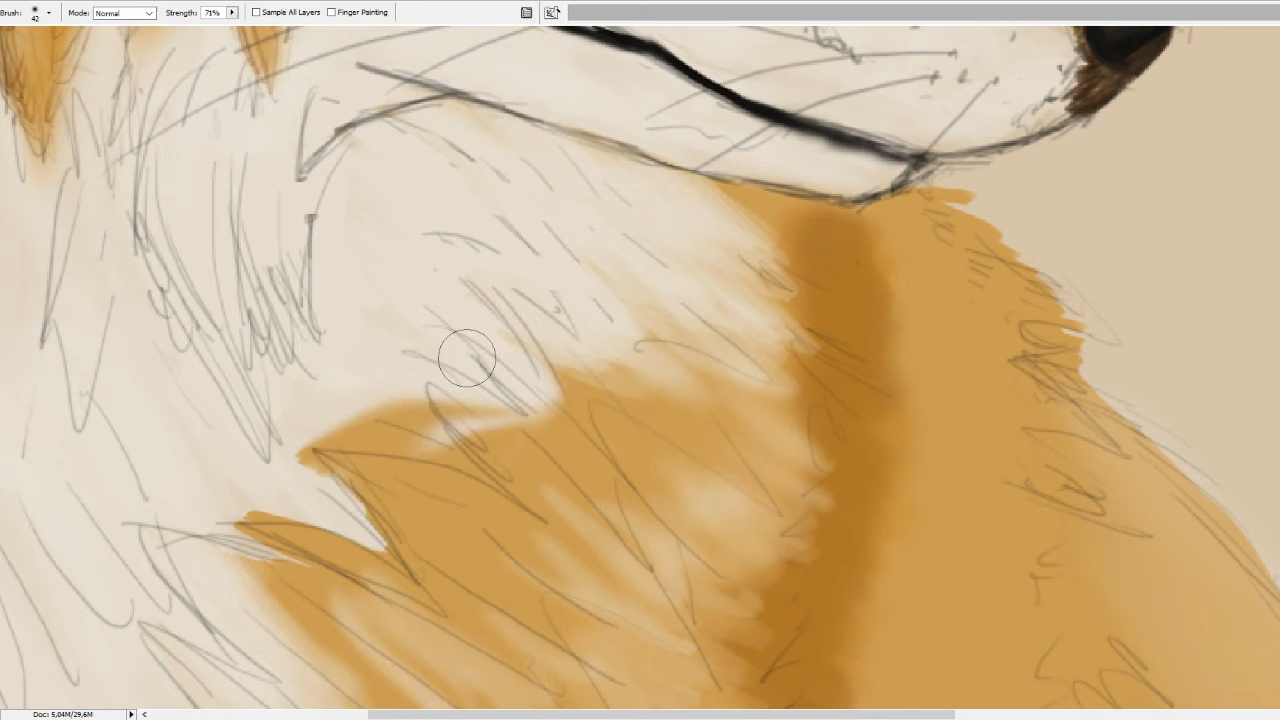 Brush: 42 Mode: Normal Strength: 71% Sample All Layers Finger Painting
Doc: 5,04M/29,6M